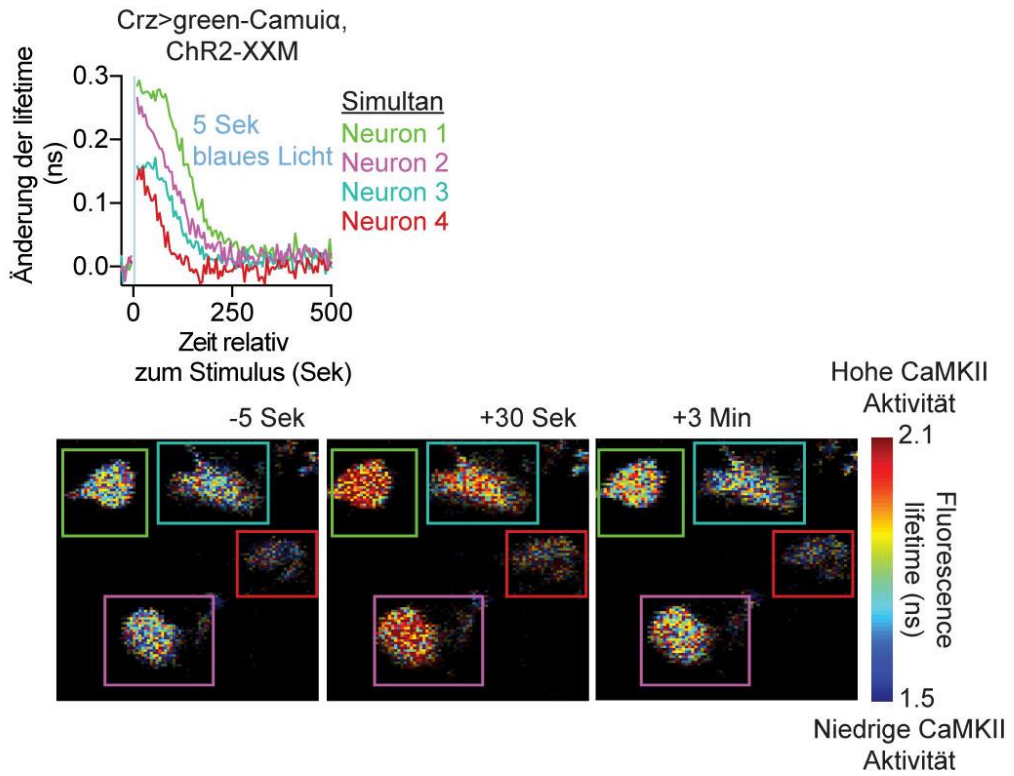 Crz>green-Camuiα,
ChR2-XXM
Änderung der lifetime
(ns)
0.3
0.2
0.1
0.0
5 Sek
blaues Licht
Simultan
Neuron 1
Neuron 2
Neuron 3
Neuron 4
0
250
500
Zeit relativ
zum Stimulus (Sek)
-5 Sek
+30 Sek
+3 Min
Hohe CaMKII
Aktivität
2.1
Fluorescence
lifetime (ns)
1.5
Niedrige CaMKII
Aktivität